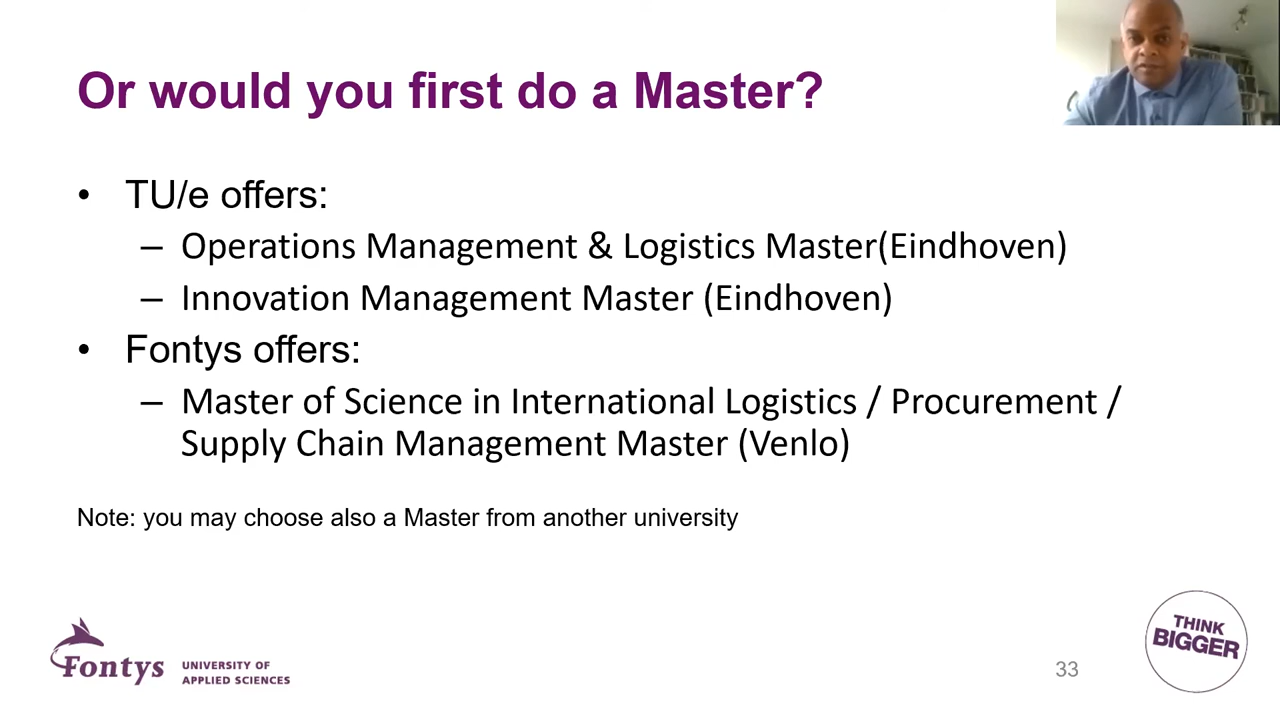 Or would you first do a Master?
• TU/e offers:
– Operations Management & Logistics Master(Eindhoven)
– Innovation Management Master (Eindhoven)
• Fontys offers:
– Master of Science in International Logistics / Procurement /
Supply Chain Management Master (Venlo)
Note: you may choose also a Master from another university
Fontys
UNIVERSITY OF
APPLIED SCIENCES
33
THINK
BIGGER